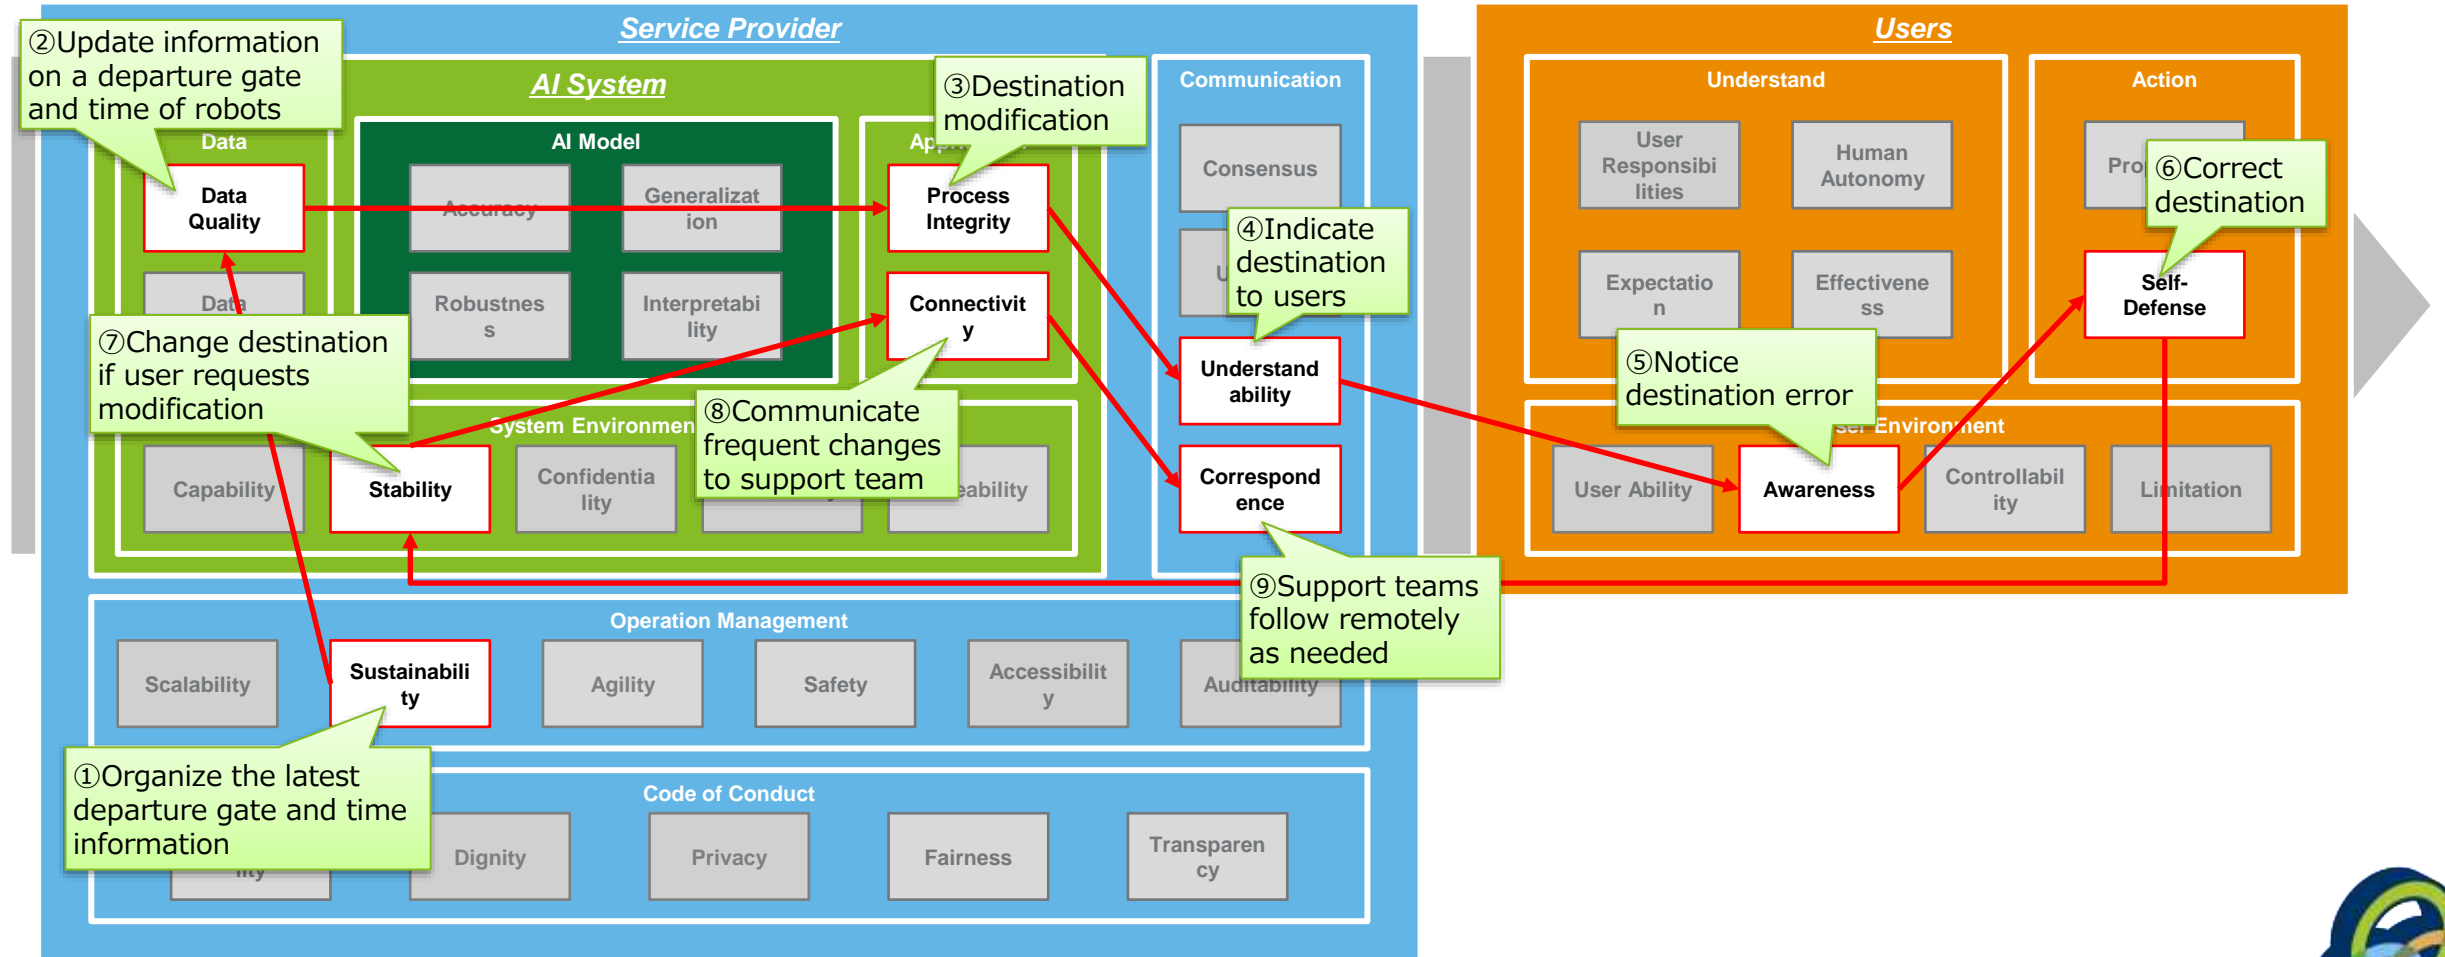 Service Provider
Users
②Update information
on a departure gate
and time of robots
AI System
③Destination
modification
Communication
Understand
Action
Data
AI Model
Data
Quality
Accuracy
Generalizat
ion
Process
Integrity
Consensus
User
Responsibi
lities
Human
Autonomy
⑥Correct
destination
④Indicate
destination
to users
Data
Robustnes
s
Interpretabi
lity
Connectivit
y
Expectatio
n
Effectivene
ss
Self-
Defense
⑦Change destination
if user requests
modification
Understand
ability
⑤Notice
destination error
⑧Communicate
frequent changes
to support team
System Environmen
User Environment
Capability
Stability
Confidentia
lity
Correspond
ence
User Ability
Awareness
Controllabil
ity
Limitation
⑨Support teams
follow remotely
as needed
Operation Management
Scalability
Sustainabili
ty
Agility
Safety
Accessibilit
y
Auditability
①Organize the latest
departure gate and time
information
Code of Conduct
Dignity
Privacy
Fairness
Transparen
cy